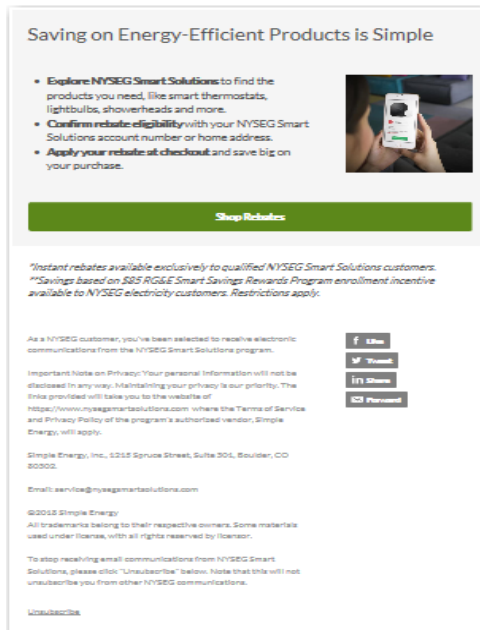 Saving on Energy-Efficient Products is Simple
• Explore NYSEG Smart Solutions to find the
products you need, like smart thermostats,
lightbulbs, showerheads and more.
• Confirm rebate eligibility with your NYSEG Smart
Solutions account number or home address.
• Apply your rebate at checkout and save big on
your purchase.
Shop Rebates
*Instant rebates available exclusively to qualified NYSEG Smart Solutions customers.
**Savings based on $85 RG&E Smart Savings Rewards Program enrollment incentive
available to NYSEG electricity customers. Restrictions apply.
As a NYSEG customer, you've been selected to receive electronic
communications from the NYSEG Smart Solutions program.
Important Note on Privacy: Your personal information will not be
disclosed in any way. Maintaining your privacy is our priority. The
links provided will take you to the website of
https://www.nysegsmartsolutions.com where the Terms of Service
and Privacy Policy of the program's authorized vendor, Simple
Energy, will apply.
Simple Energy, Inc., 1215 Spruce Street, Suite 301, Boulder, CO
80302.
Email: service@nysegsmartsolutions.com
©2018 Simple Energy
All trademarks belong to their respective owners. Some materials
used under license, with all rights reserved by licensor.
To stop receiving email communications from NYSEG Smart
Solutions, please click "Unsubscribe" below. Note that this will not
unsubscribe you from other NYSEG communications.
Unsubscribe
Like
Tweet
Share
Forward